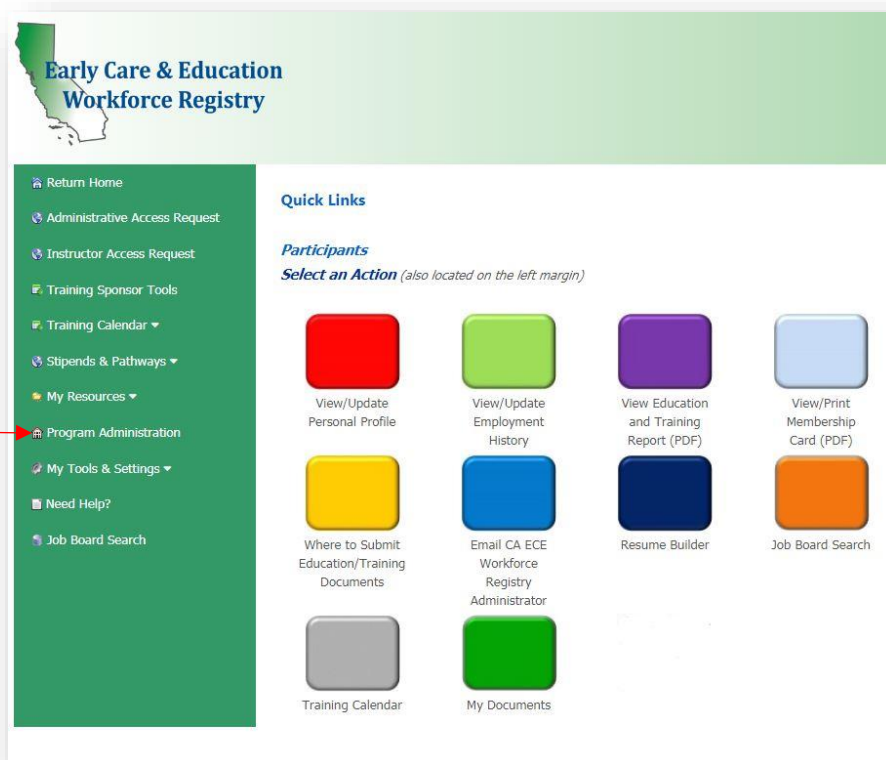 Early Care & Education
Workforce Registry
Return Home
Administrative Access Request
Instructor Access Request
Training Sponsor Tools
Training Calendar
Stipends & Pathways
My Resources
Program Administration
My Tools & Settings
Need Help?
Job Board Search
Quick Links
Participants
Select an Action (also located on the left margin)
View/Update
Personal Profile
View/Update
Employment
History
View Education
and Training
Report (PDF)
View/Print
Membership
Card (PDF)
Where to Submit
Education/Training
Documents
Email CA ECE
Workforce
Registry
Administrator
Resume Builder
Job Board Search
Training Calendar
My Documents